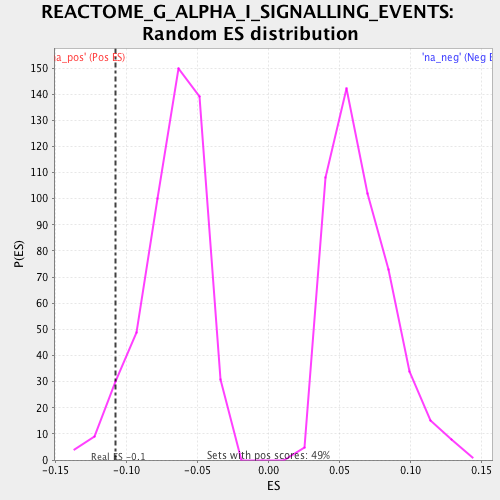 REACTOME_G_ALPHA_I_SIGNALLING_EVENTS:
Random ES distribution
a_pos' (Pos ES)
'na_neg' (Neg E
150
140
130
120
110
100
90
80
70
60
50
40
30
20
10
0
P(ES)
Real ES -0.1
Sets with pos scores: 49%
-0.15 -0.10 -0.05 0.00 0.05 0.10 0.15
ES